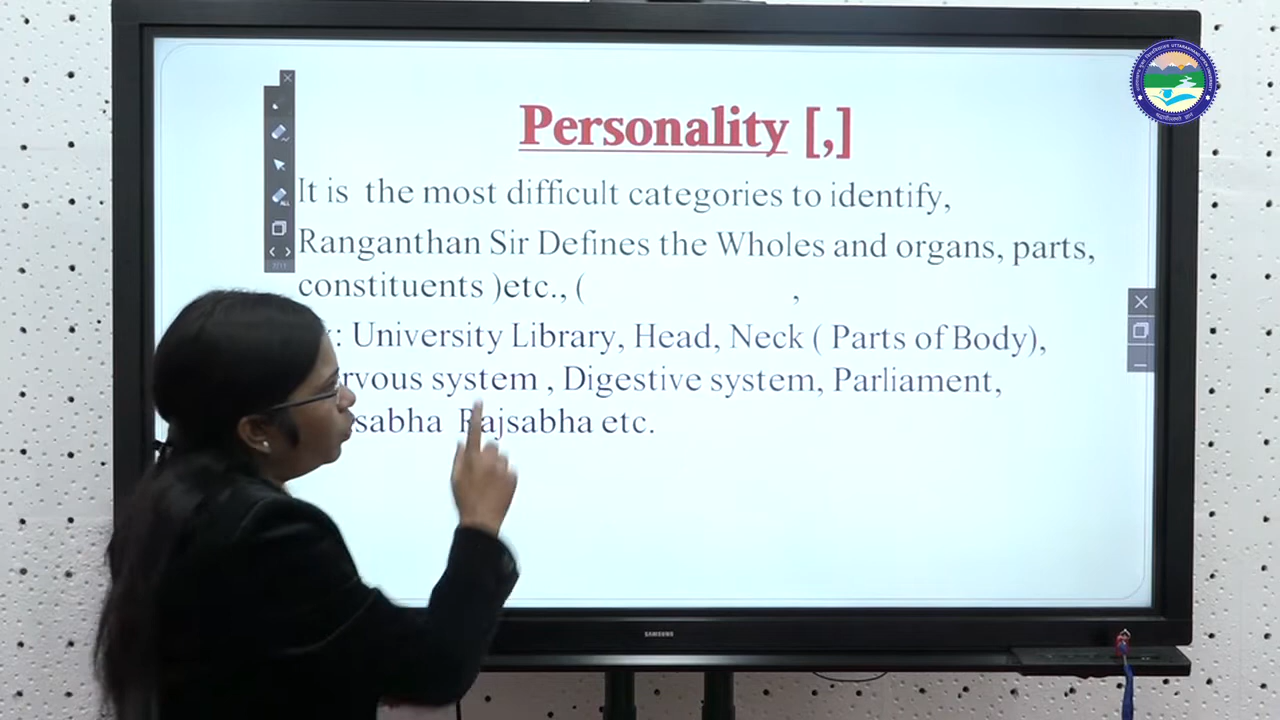 Personality [,]
It is the most difficult categories to identify,
Ranganthan Sir Defines the Wholes and organs, parts,
constituents )etc., ( ,
: University Library, Head, Neck ( Parts of Body),
rvous system , Digestive system, Parliament,
sabha Rajsabha etc.
SAMSUNG